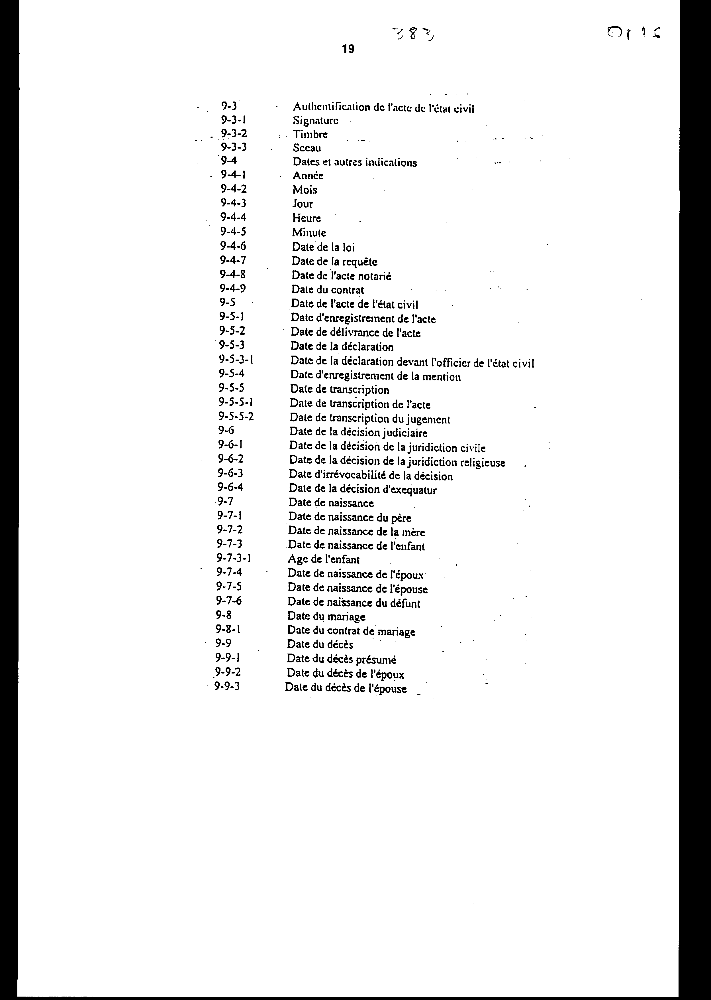 383
19
9-3 Authentification de l'acte de l'état civil
9-3-1 Signature
9-3-2 Timbre
9-3-3 Sceau
9-4 Dates et autres indications
9-4-1 Année
9-4-2 Mois
9-4-3 Jour
9-4-4 Heure
9-4-5 Minute
9-4-6 Date de la loi
9-4-7 Date de la requête
9-4-8 Date de l'acte notarié
9-4-9 Date du contrat
9-5 Date de l'acte de l'état civil
9-5-1 Date d'enregistrement de l'acte
9-5-2 Date de délivrance de l'acte
9-5-3 Date de la déclaration
9-5-3-1 Date de la déclaration devant l'officier de l'état civil
9-5-4 Date d'enregistrement de la mention
9-5-5 Date de transcription
9-5-5-1 Date de transcription de l'acte
9-5-5-2 Date de transcription du jugement
9-6 Date de la décision judiciaire
9-6-1 Date de la décision de la juridiction civile
9-6-2 Date de la décision de la juridiction religieuse
9-6-3 Date d'irrévocabilité de la décision
9-6-4 Date de la décision d'exequatur
9-7 Date de naissance
9-7-1 Date de naissance du père
9-7-2 Date de naissance de la mère
9-7-3 Date de naissance de l'enfant
9-7-3-1 Age de l'enfant
9-7-4 Date de naissance de l'époux
9-7-5 Date de naissance de l'épouse
9-7-6 Date de naissance du défunt
9-8 Date du mariage
9-8-1 Date du contrat de mariage
9-9 Date du décès
9-9-1 Date du décès présumé
9-9-2 Date du décès de l'époux
9-9-3 Date du décès de l'épouse